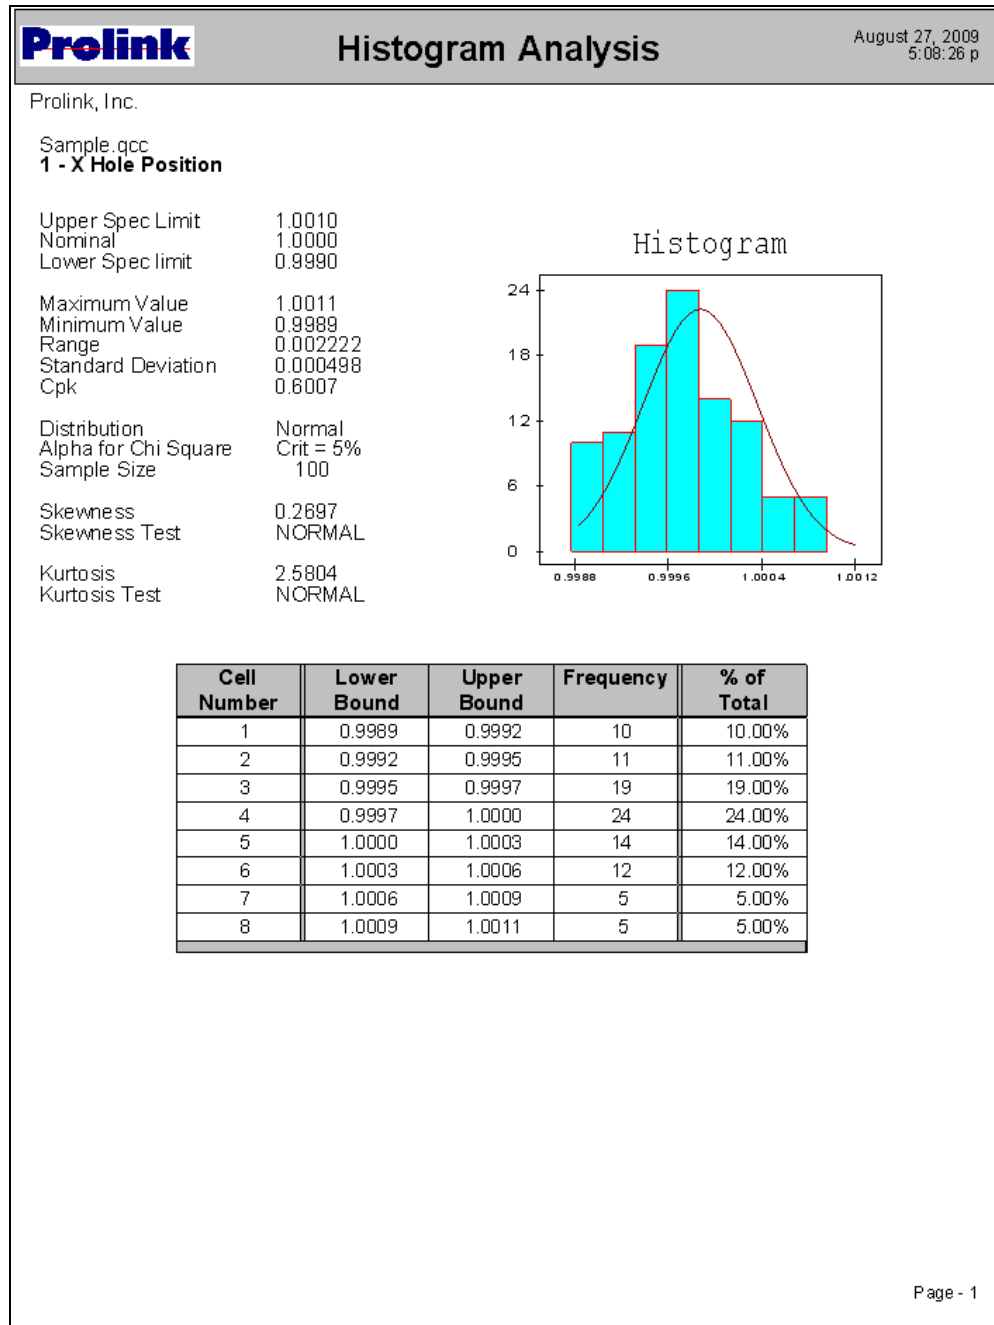 Prolink
Histogram Analysis
August 27, 2009
5:08:26 p
Prolink, Inc.
Sample.qcc
1 - X Hole Position
Upper Spec Limit 1.0010
Nominal 1.0000
Lower Spec limit 0.9990
Maximum Value 1.0011
Minimum Value 0.9989
Range 0.002222
Standard Deviation 0.000498
Cpk 0.6007
Distribution Normal
Alpha for Chi Square Crit = 5%
Sample Size 100
Skewness 0.2697
Skewness Test NORMAL
Kurtosis 2.5804
Kurtosis Test NORMAL
Histogram
24
18
12
6
0
0.9988 0.9996 1.0004 1.0012
Cell Number Lower Bound Upper Bound Frequency % of Total
1 0.9989 0.9992 10 10.00%
2 0.9992 0.9995 11 11.00%
3 0.9995 0.9997 19 19.00%
4 0.9997 1.0000 24 24.00%
5 1.0000 1.0003 14 14.00%
6 1.0003 1.0006 12 12.00%
7 1.0006 1.0009 5 5.00%
8 1.0009 1.0011 5 5.00%
Page - 1